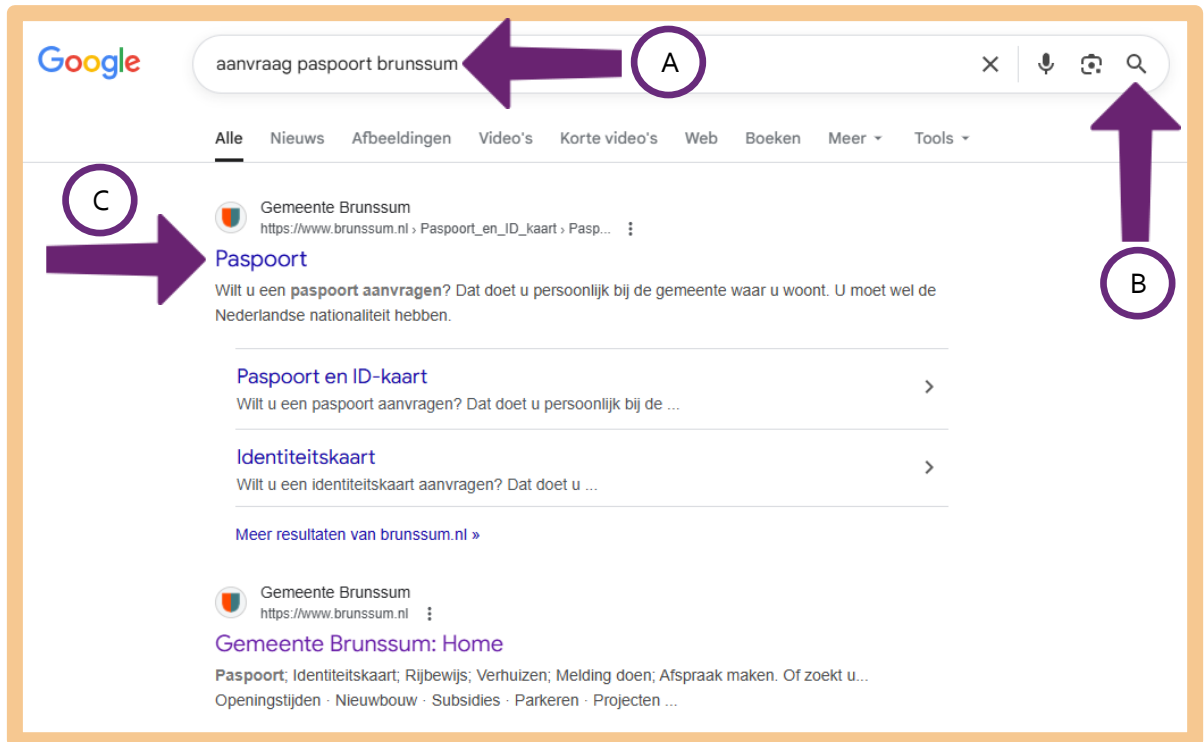 Google
aanvraag paspoort brunssum
A
Alle Nieuws Afbeeldingen Video's Korte video's Web Boeken Meer Tools
C
Gemeente Brunssum
https://www.brunssum.nl › Paspoort_en_ID_kaart › Pasp...
Paspoort
Wilt u een paspoort aanvragen? Dat doet u persoonlijk bij de gemeente waar u woont. U moet wel de
Nederlandse nationaliteit hebben.
B
Paspoort en ID-kaart
Wilt u een paspoort aanvragen? Dat doet u persoonlijk bij de ...
Identiteitskaart
Wilt u een identiteitskaart aanvragen? Dat doet u ...
Meer resultaten van brunssum.nl »
Gemeente Brunssum
https://www.brunssum.nl
Gemeente Brunssum: Home
Paspoort; Identiteitskaart; Rijbewijs; Verhuizen; Melding doen; Afspraak maken. Of zoekt u...
Openingstijden · Nieuwbouw · Subsidies · Parkeren · Projecten ...